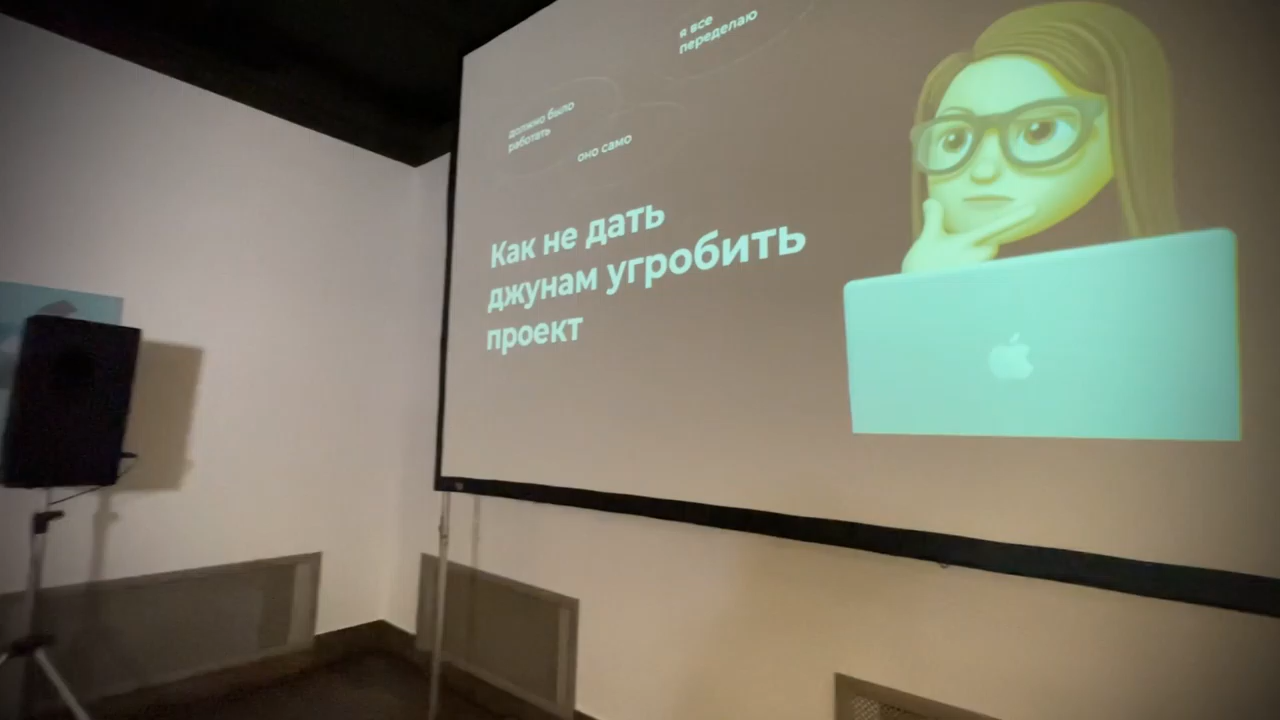 я все
переделаю
должно было
работать
оно само
Как не дать
джунам угробить
проект